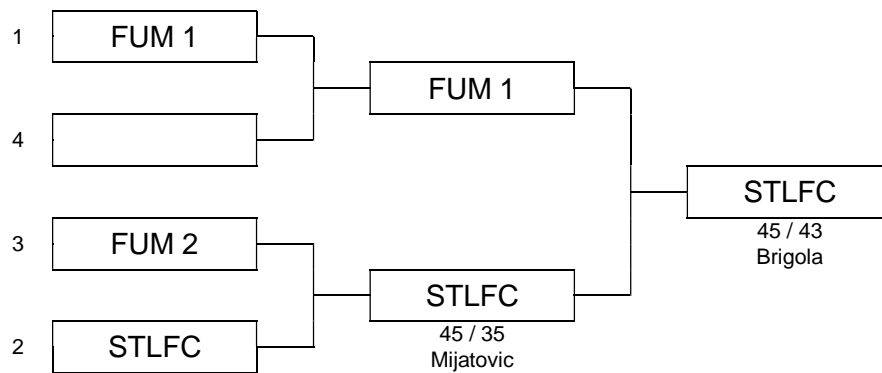 1 FUM 1
FUM 1
4
STLFC
45 / 43
Brigola
3 FUM 2
STLFC
45 / 35
Mijatovic
2 STLFC